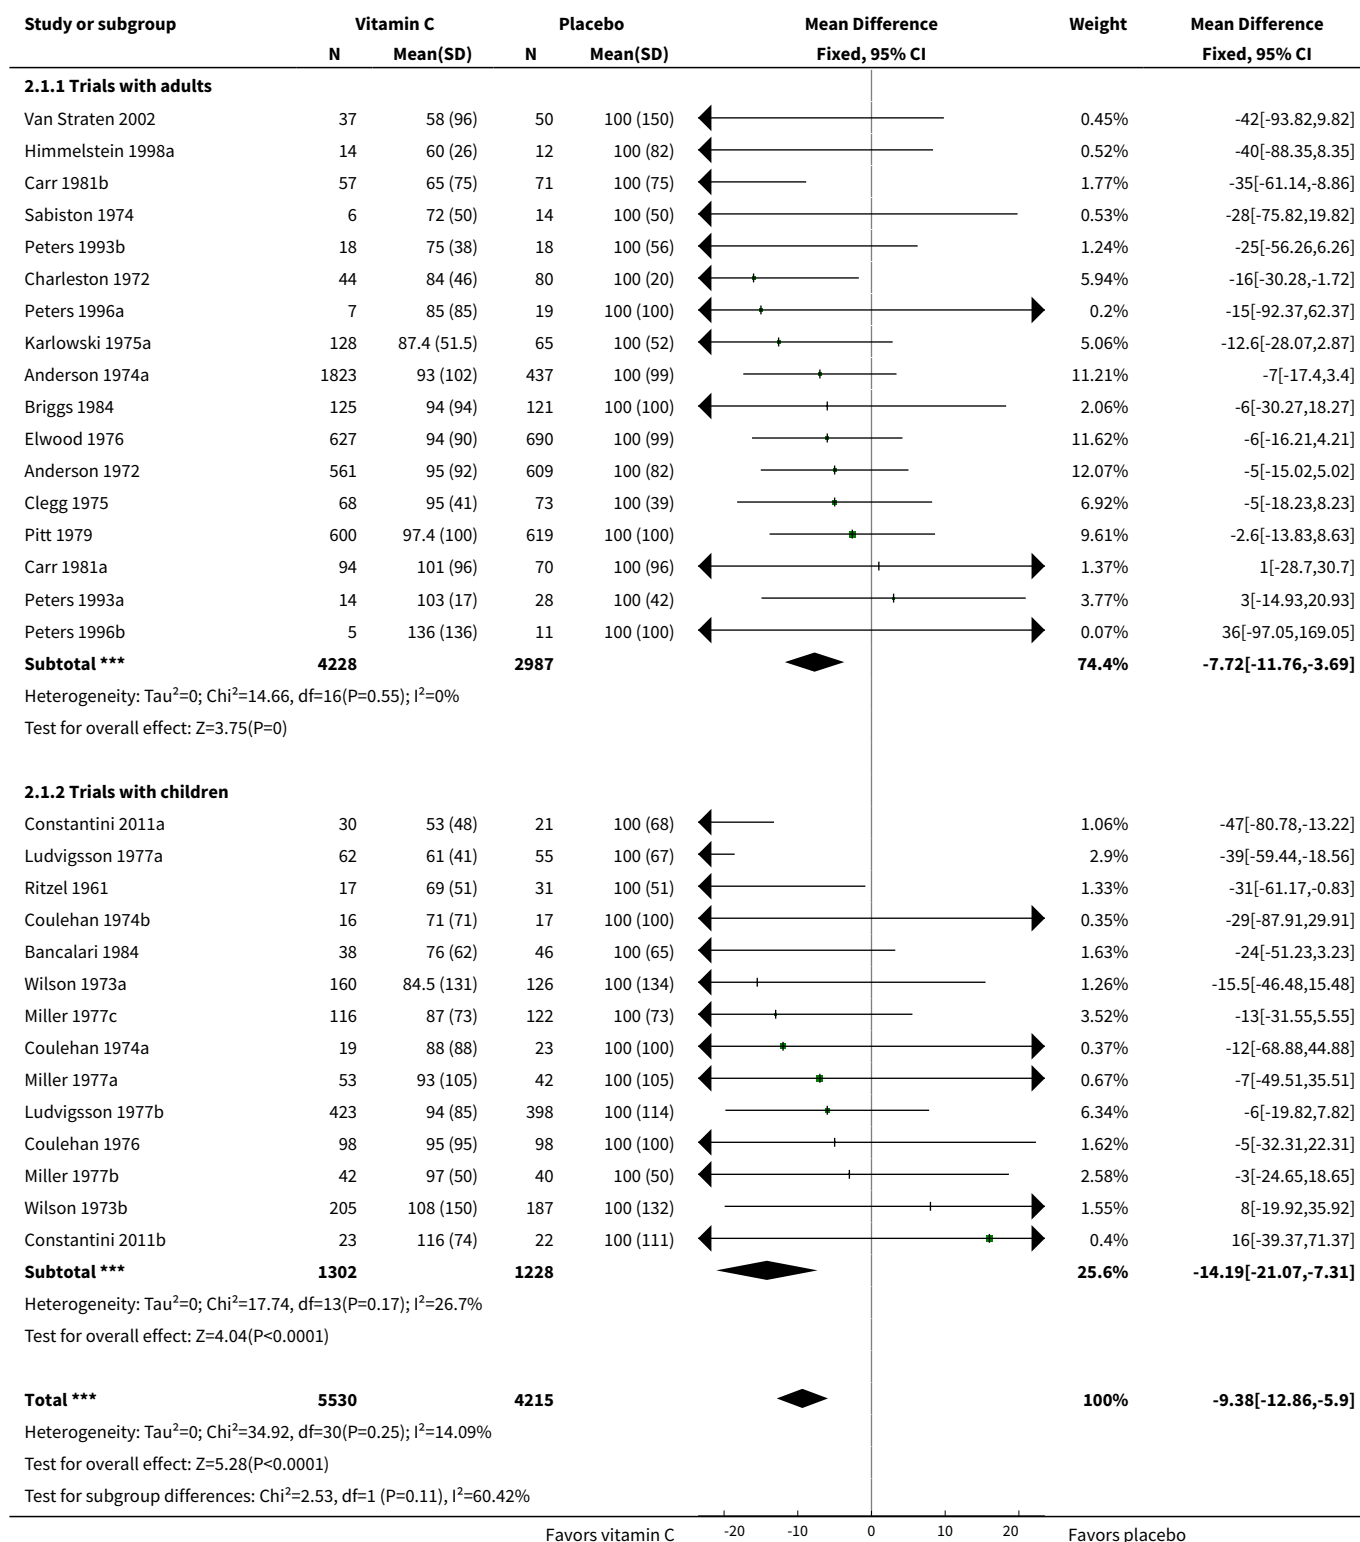 Study or subgroup Vitamin C Placebo Mean Difference Weight Mean Difference
N Mean(SD) N Mean(SD) Fixed, 95% CI Fixed, 95% CI
2.1.1 Trials with adults
Van Straten 2002 37 58 (96) 50 100 (150) 0.45% -42[-93.82,9.82]
Himmelstein 1998a 14 60 (26) 12 100 (82) 0.52% -40[-88.35,8.35]
Carr 1981b 57 65 (75) 71 100 (75) 1.77% -35[-61.14,-8.86]
Sabiston 1974 6 72 (50) 14 100 (50) 0.53% -28[-75.82,19.82]
Peters 1993b 18 75 (38) 18 100 (56) 1.24% -25[-56.26,6.26]
Charleston 1972 44 84 (46) 80 100 (20) 5.94% -16[-30.28,-1.72]
Peters 1996a 7 85 (85) 19 100 (100) 0.2% -15[-92.37,62.37]
Karlowski 1975a 128 87.4 (51.5) 65 100 (52) 5.06% -12.6[-28.07,2.87]
Anderson 1974a 1823 93 (102) 437 100 (99) 11.21% -7[-17.4,3.4]
Briggs 1984 125 94 (94) 121 100 (100) 2.06% -6[-30.27,18.27]
Elwood 1976 627 94 (90) 690 100 (99) 11.62% -6[-16.21,4.21]
Anderson 1972 561 95 (92) 609 100 (82) 12.07% -5[-15.02,5.02]
Clegg 1975 68 95 (41) 73 100 (39) 6.92% -5[-18.23,8.23]
Pitt 1979 600 97.4 (100) 619 100 (100) 9.61% -2.6[-13.83,8.63]
Carr 1981a 94 101 (96) 70 100 (96) 1.37% 1[-28.7,30.7]
Peters 1993a 14 103 (17) 28 100 (42) 3.77% 3[-14.93,20.93]
Peters 1996b 5 136 (136) 11 100 (100) 0.07% 36[-97.05,169.05]
Subtotal *** 4228 2987 74.4% -7.72[-11.76,-3.69]
Heterogeneity: Tau²=0; Chi²=14.66, df=16(P=0.55); I²=0%
Test for overall effect: Z=3.75(P=0)
2.1.2 Trials with children
Constantini 2011a 30 53 (48) 21 100 (68) 1.06% -47[-80.78,-13.22]
Ludvigsson 1977a 62 61 (41) 55 100 (67) 2.9% -39[-59.44,-18.56]
Ritzel 1961 17 69 (51) 31 100 (51) 1.33% -31[-61.17,-0.83]
Coulehan 1974b 16 71 (71) 17 100 (100) 0.35% -29[-87.91,29.91]
Bancalari 1984 38 76 (62) 46 100 (65) 1.63% -24[-51.23,3.23]
Wilson 1973a 160 84.5 (131) 126 100 (134) 1.26% -15.5[-46.48,15.48]
Miller 1977c 116 87 (73) 122 100 (73) 3.52% -13[-31.55,5.55]
Coulehan 1974a 19 88 (88) 23 100 (100) 0.37% -12[-68.88,44.88]
Miller 1977a 53 93 (105) 42 100 (105) 0.67% -7[-49.51,35.51]
Ludvigsson 1977b 423 94 (85) 398 100 (114) 6.34% -6[-19.82,7.82]
Coulehan 1976 98 95 (95) 98 100 (100) 1.62% -5[-32.31,22.31]
Miller 1977b 42 97 (50) 40 100 (50) 2.58% -3[-24.65,18.65]
Wilson 1973b 205 108 (150) 187 100 (132) 1.55% 8[-19.92,35.92]
Constantini 2011b 23 116 (74) 22 100 (111) 0.4% 16[-39.37,71.37]
Subtotal *** 1302 1228 25.6% -14.19[-21.07,-7.31]
Heterogeneity: Tau²=0; Chi²=17.74, df=13(P=0.17); I²=26.7%
Test for overall effect: Z=4.04(P<0.0001)
Total *** 5530 4215 100% -9.38[-12.86,-5.9]
Heterogeneity: Tau²=0; Chi²=34.92, df=30(P=0.25); I²=14.09%
Test for overall effect: Z=5.28(P<0.0001)
Test for subgroup differences: Chi²=2.53, df=1 (P=0.11), I²=60.42%
Favors vitamin C -20 -10 0 10 20 Favors placebo